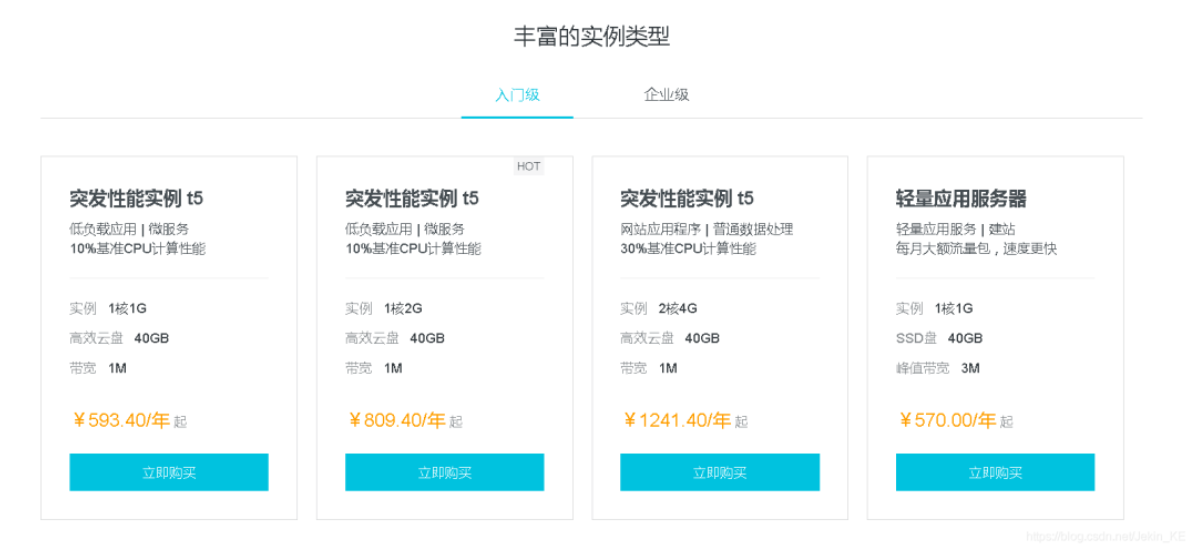 丰富的实例类型
入门级
企业级
突发性能实例 t5
低负载应用 | 微服务
10%基准CPU计算性能
实例 1核1G
高效云盘 40GB
带宽 1M
¥593.40/年 起
立即购买
HOT
突发性能实例 t5
低负载应用 | 微服务
10%基准CPU计算性能
实例 1核2G
高效云盘 40GB
带宽 1M
¥809.40/年 起
立即购买
突发性能实例 t5
网站应用程序 | 普通数据处理
30%基准CPU计算性能
实例 2核4G
高效云盘 40GB
带宽 1M
¥1241.40/年 起
立即购买
轻量应用服务器
轻量应用服务 | 建站
每月大额流量包，速度更快
实例 1核1G
SSD盘 40GB
峰值带宽 3M
¥570.00/年 起
立即购买
https://blog.csdn.net/Jakin_KE